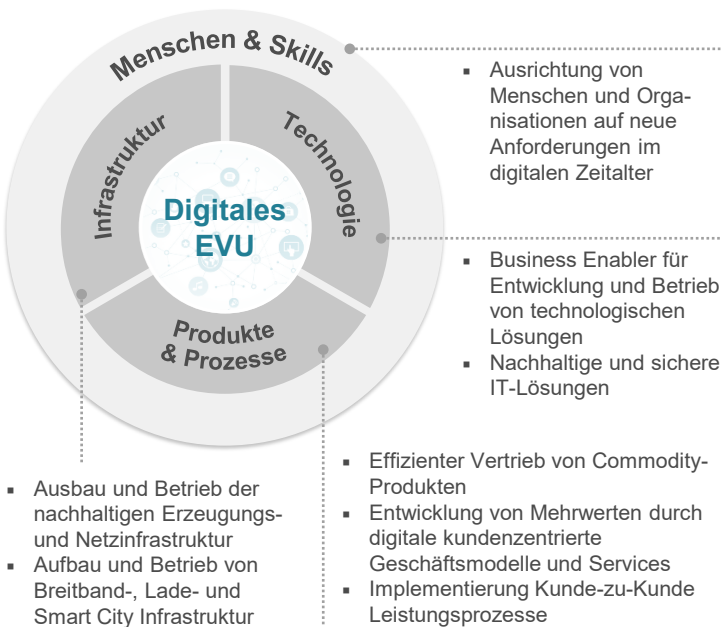 Menschen & Skills
Infrastruktur
Technologie
Digitales
EVU
Produkte
& Prozesse
▪ Ausrichtung von
Menschen und Orga-
nisationen auf neue
Anforderungen im
digitalen Zeitalter
▪ Business Enabler für
Entwicklung und Betrieb
von technologischen
Lösungen
▪ Nachhaltige und sichere
IT-Lösungen
▪ Ausbau und Betrieb der
nachhaltigen Erzeugungs-
und Netzinfrastruktur
▪ Aufbau und Betrieb von
Breitband-, Lade- und
Smart City Infrastruktur
▪ Effizienter Vertrieb von Commodity-
Produkten
▪ Entwicklung von Mehrwerten durch
digitale kundenzentrierte
Geschäftsmodelle und Services
▪ Implementierung Kunde-zu-Kunde
Leistungsprozesse